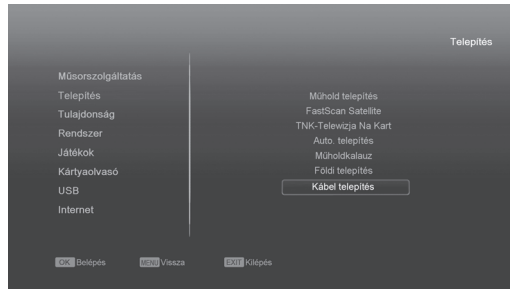 Telepítés
Műsorszolgáltatás
Telepítés
Tulajdonság
Rendszer
Játékok
Kártyaolvasó
USB
Internet
Műhold telepítés
FastScan Satellite
TNK-Telewizja Na Kart
Auto. telepítés
Műholdkalauz
Földi telepítés
Kábel telepítés
OK Belépés MENU Vissza EXIT Kilépés